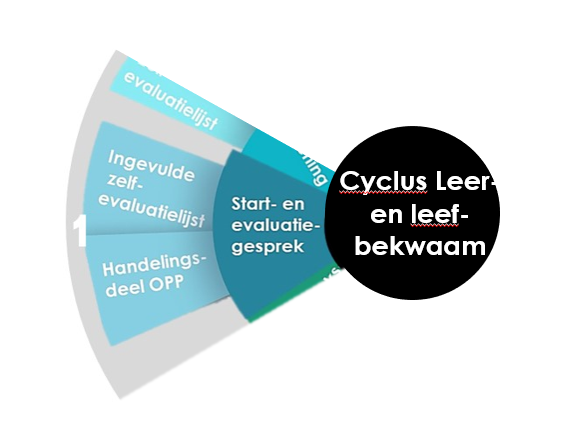 evaluatielijst
Ingevulde
zelf-
evaluatielijst
1
Handelings-
deel OPP
Start- en
evaluatie-
gesprek
Cyclus Leer-
en leef-
bekwaam